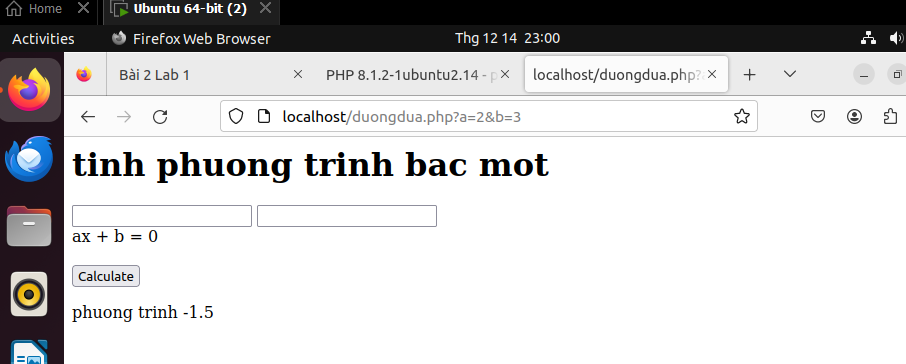 Home
Ubuntu 64-bit (2)
Activities
Firefox Web Browser
Thg 12 14 23:00
Bài 2 Lab 1
PHP 8.1.2-1ubuntu2.14 - p
localhost/duongdua.php?
localhost/duongdua.php?a=2&b=3
tinh phuong trinh bac mot
ax + b = 0
Calculate
phuong trinh -1.5